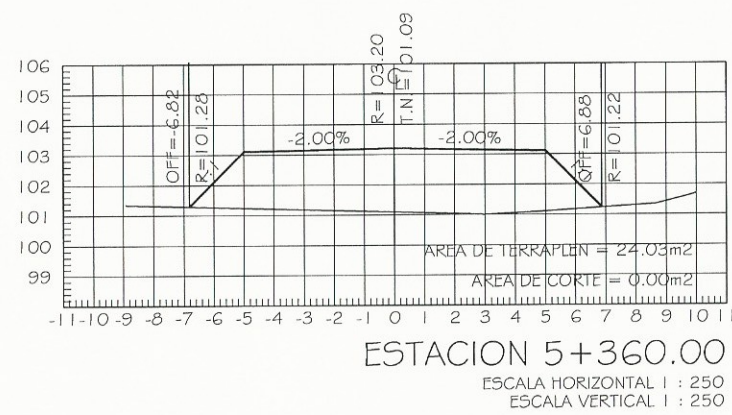 R=103.20
T.N.=101.09
106
105
104
103
102
101
100
99
OFF=-6.82
R=101.28
-2.00%
-2.00%
OFF=6.88
R=101.22
AREA DE TERRAPLEN = 24.03m2
AREA DE CORTE = 0.00m2
-11 -10 -9 -8 -7 -6 -5 -4 -3 -2 -1 0 1 2 3 4 5 6 7 8 9 10 11
ESTACION 5+360.00
ESCALA HORIZONTAL 1 : 250
ESCALA VERTICAL 1 : 250